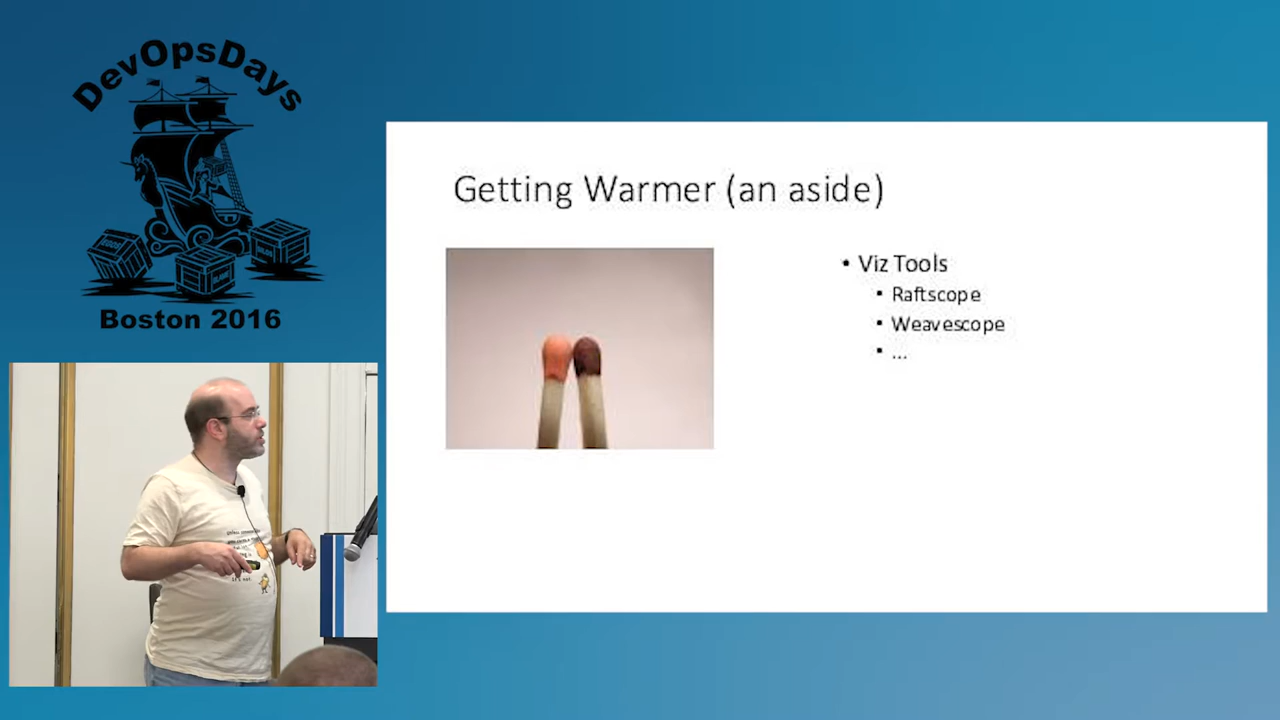 DevOpsDays
Boston 2016
Getting Warmer (an aside)
• Viz Tools
▪ Raftscope
▪ Weavescope
▪ ...